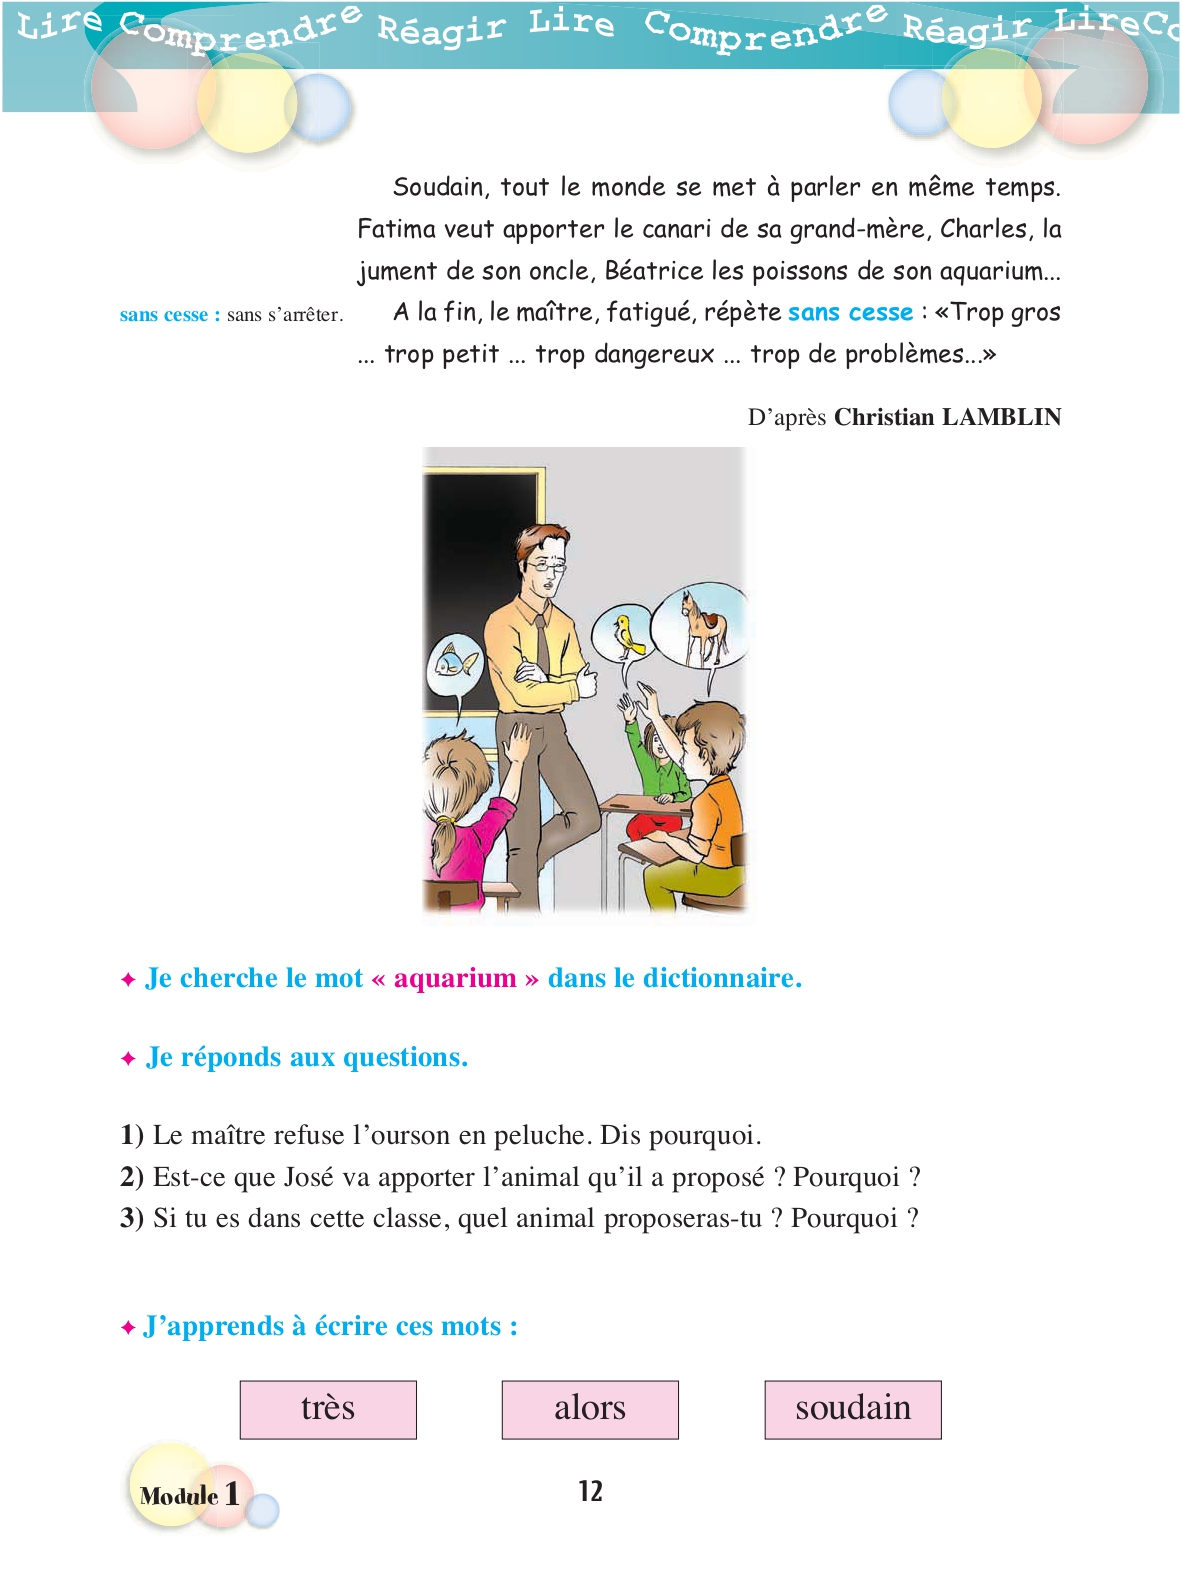 Lire Comprendre Réagir Lire Comprendre Réagir LireCo
Soudain, tout le monde se met à parler en même temps.
Fatima veut apporter le canari de sa grand-mère, Charles, la
jument de son oncle, Béatrice les poissons de son aquarium...
sans cesse : sans s'arrêter.
A la fin, le maître, fatigué, répète sans cesse : «Trop gros
... trop petit ... trop dangereux ... trop de problèmes...»
D'après Christian LAMBLIN
✦ Je cherche le mot « aquarium » dans le dictionnaire.
✦ Je réponds aux questions.
1) Le maître refuse l'ourson en peluche. Dis pourquoi.
2) Est-ce que José va apporter l'animal qu'il a proposé ? Pourquoi ?
3) Si tu es dans cette classe, quel animal proposeras-tu ? Pourquoi ?
✦ J'apprends à écrire ces mots :
très alors soudain
Module 1
12